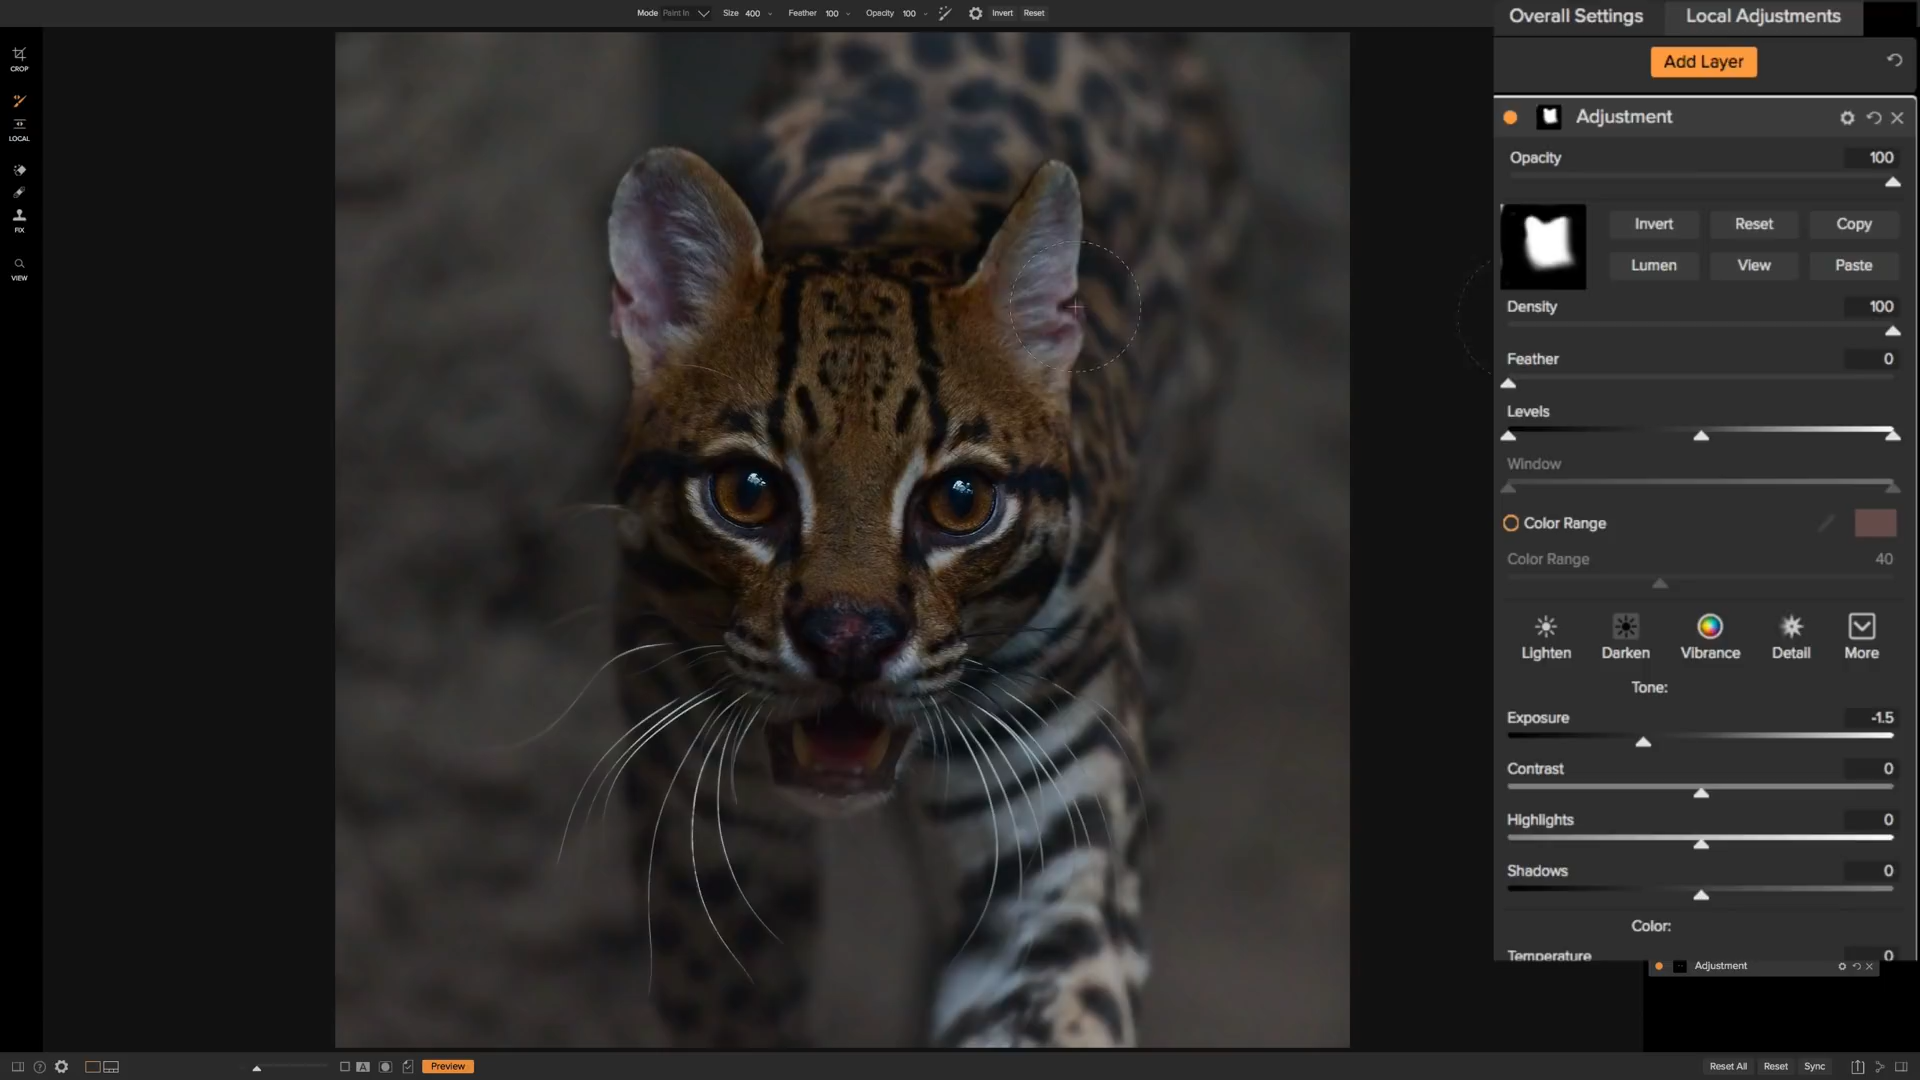 Mode Paint In Size 400 Feather 100 Opacity 100 Invert Reset
Overall Settings Local Adjustments
Add Layer
CROP
LOCAL
FIX
VIEW
Adjustment
Opacity 100
Invert Reset Copy
Lumen View Paste
Density 100
Feather 0
Levels
Window
Color Range
Color Range 40
Lighten Darken Vibrance Detail More
Tone:
Exposure -1.5
Contrast 0
Highlights 0
Shadows 0
Color:
Temperature 0
Adjustment
? A Preview Reset All Reset Sync